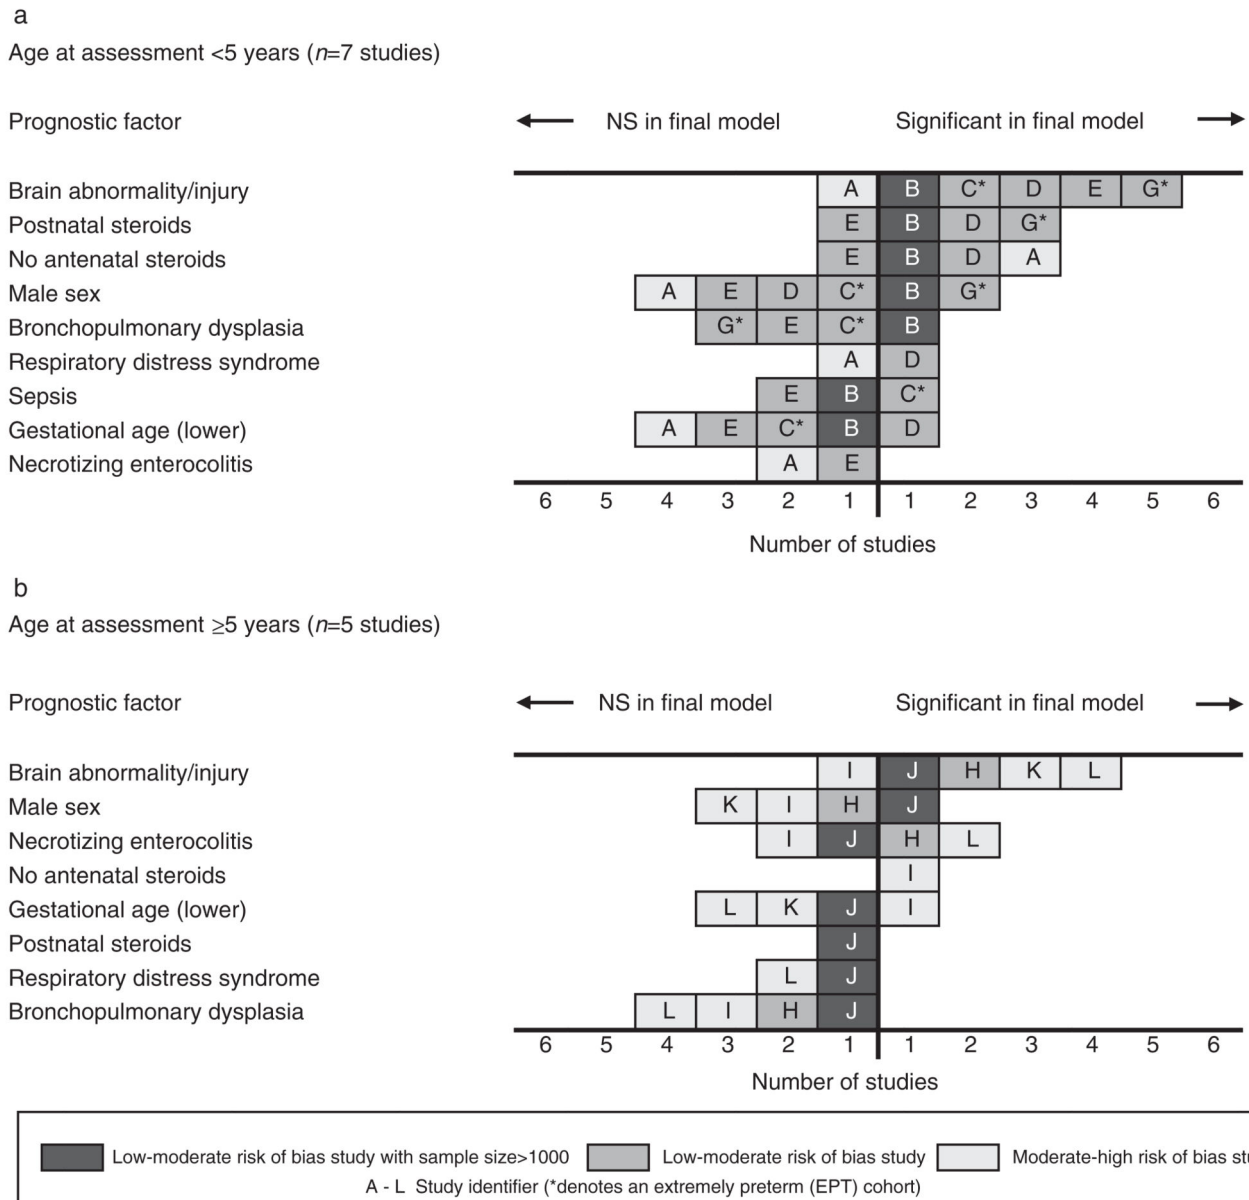 a
Age at assessment <5 years (n=7 studies)
Prognostic factor NS in final model Significant in final model
Brain abnormality/injury A B C* D E G*
Postnatal steroids E B D G*
No antenatal steroids E B D A
Male sex A E D C* B G*
Bronchopulmonary dysplasia G* E C* B
Respiratory distress syndrome A D
Sepsis E B C*
Gestational age (lower) A E C* B D
Necrotizing enterocolitis A E
6 5 4 3 2 1 1 2 3 4 5 6
Number of studies
b
Age at assessment ≥5 years (n=5 studies)
Prognostic factor NS in final model Significant in final model
Brain abnormality/injury I J H K L
Male sex K I H J
Necrotizing enterocolitis I J H L
No antenatal steroids I
Gestational age (lower) L K J I
Postnatal steroids J
Respiratory distress syndrome L J
Bronchopulmonary dysplasia L I H J
6 5 4 3 2 1 1 2 3 4 5 6
Number of studies
Low-moderate risk of bias study with sample size>1000 Low-moderate risk of bias study Moderate-high risk of bias
A - L Study identifier (*denotes an extremely preterm (EPT) cohort)